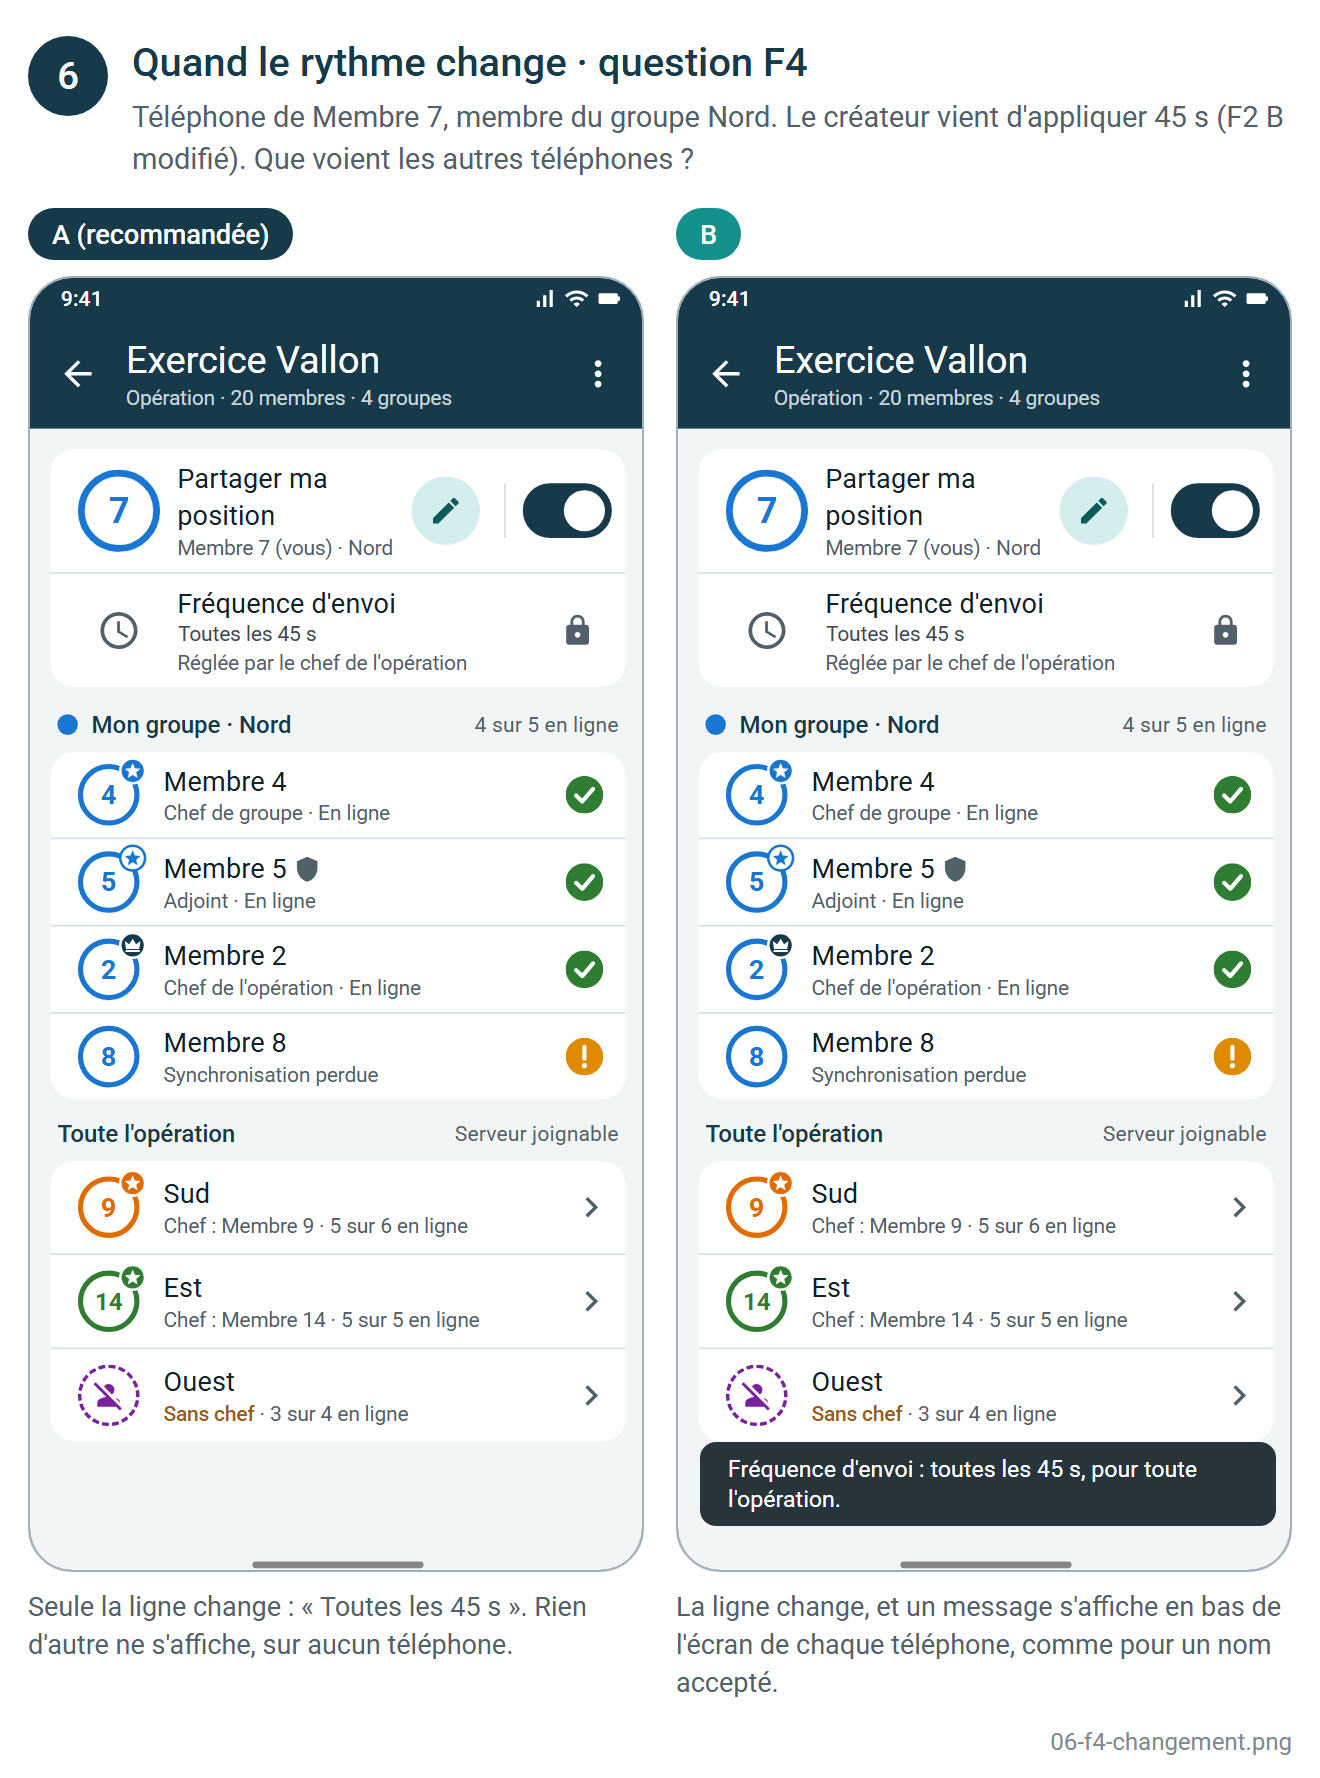 6
Quand le rythme change · question F4
Téléphone de Membre 7, membre du groupe Nord. Le créateur vient d'appliquer 45 s (F2 B
modifié). Que voient les autres téléphones ?
A (recommandée)
9:41
Exercice Vallon
Opération · 20 membres · 4 groupes
7
Partager ma
position
Membre 7 (vous) · Nord
Fréquence d'envoi
Toutes les 45 s
Réglée par le chef de l'opération
Mon groupe · Nord
4 sur 5 en ligne
4
Membre 4
Chef de groupe · En ligne
5
Membre 5
Adjoint · En ligne
2
Membre 2
Chef de l'opération · En ligne
8
Membre 8
Synchronisation perdue
Toute l'opération
Serveur joignable
9
Sud
Chef : Membre 9 · 5 sur 6 en ligne
14
Est
Chef : Membre 14 · 5 sur 5 en ligne
Ouest
Sans chef · 3 sur 4 en ligne
Seule la ligne change : « Toutes les 45 s ». Rien
d'autre ne s'affiche, sur aucun téléphone.
B
9:41
Exercice Vallon
Opération · 20 membres · 4 groupes
7
Partager ma
position
Membre 7 (vous) · Nord
Fréquence d'envoi
Toutes les 45 s
Réglée par le chef de l'opération
Mon groupe · Nord
4 sur 5 en ligne
4
Membre 4
Chef de groupe · En ligne
5
Membre 5
Adjoint · En ligne
2
Membre 2
Chef de l'opération · En ligne
8
Membre 8
Synchronisation perdue
Toute l'opération
Serveur joignable
9
Sud
Chef : Membre 9 · 5 sur 6 en ligne
14
Est
Chef : Membre 14 · 5 sur 5 en ligne
Ouest
Sans chef · 3 sur 4 en ligne
Fréquence d'envoi : toutes les 45 s, pour toute
l'opération.
La ligne change, et un message s'affiche en bas de
l'écran de chaque téléphone, comme pour un nom
accepté.
06-f4-changement.png